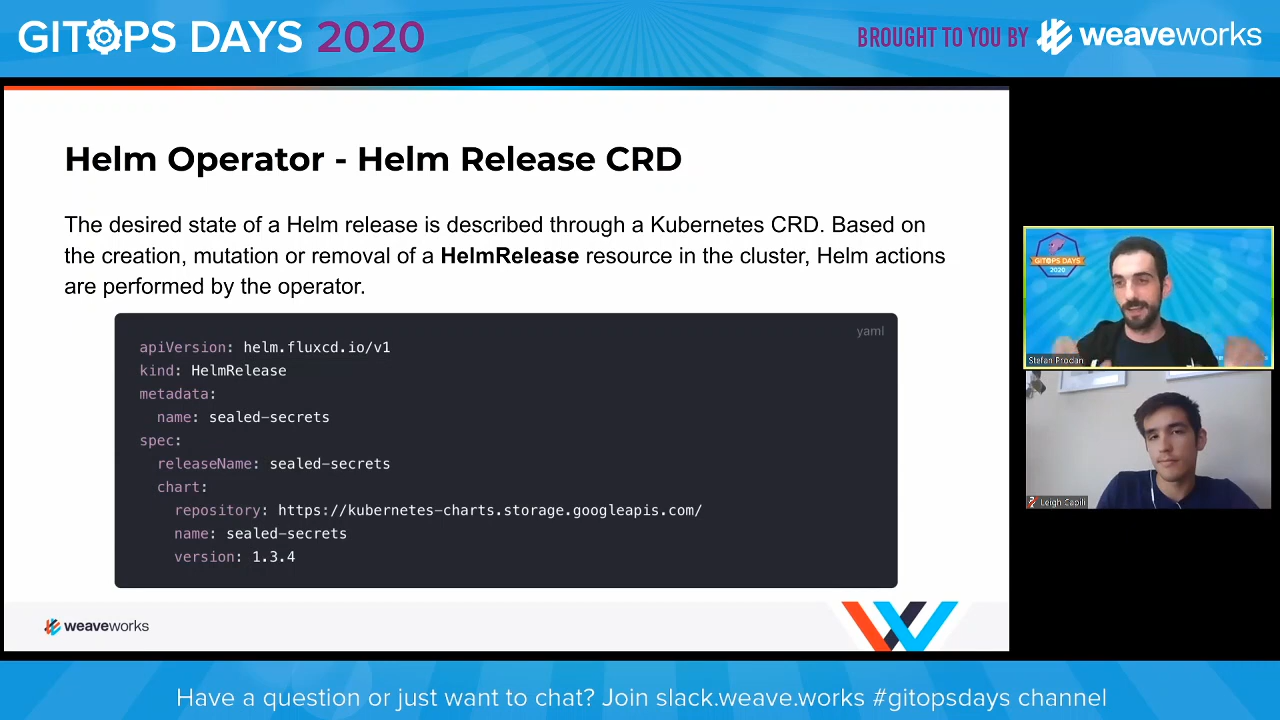 GITOPS DAYS 2020
BROUGHT TO YOU BY weaveworks
Helm Operator - Helm Release CRD
The desired state of a Helm release is described through a Kubernetes CRD. Based on
the creation, mutation or removal of a HelmRelease resource in the cluster, Helm actions
are performed by the operator.
yaml
apiVersion: helm.fluxcd.io/v1
kind: HelmRelease
metadata:
  name: sealed-secrets
spec:
  releaseName: sealed-secrets
  chart:
    repository: https://kubernetes-charts.storage.googleapis.com/
    name: sealed-secrets
    version: 1.3.4
weaveworks
GITOPS DAYS
2020
Stefan Prodan
Leigh Capili
Have a question or just want to chat? Join slack.weave.works #gitopsdays channel